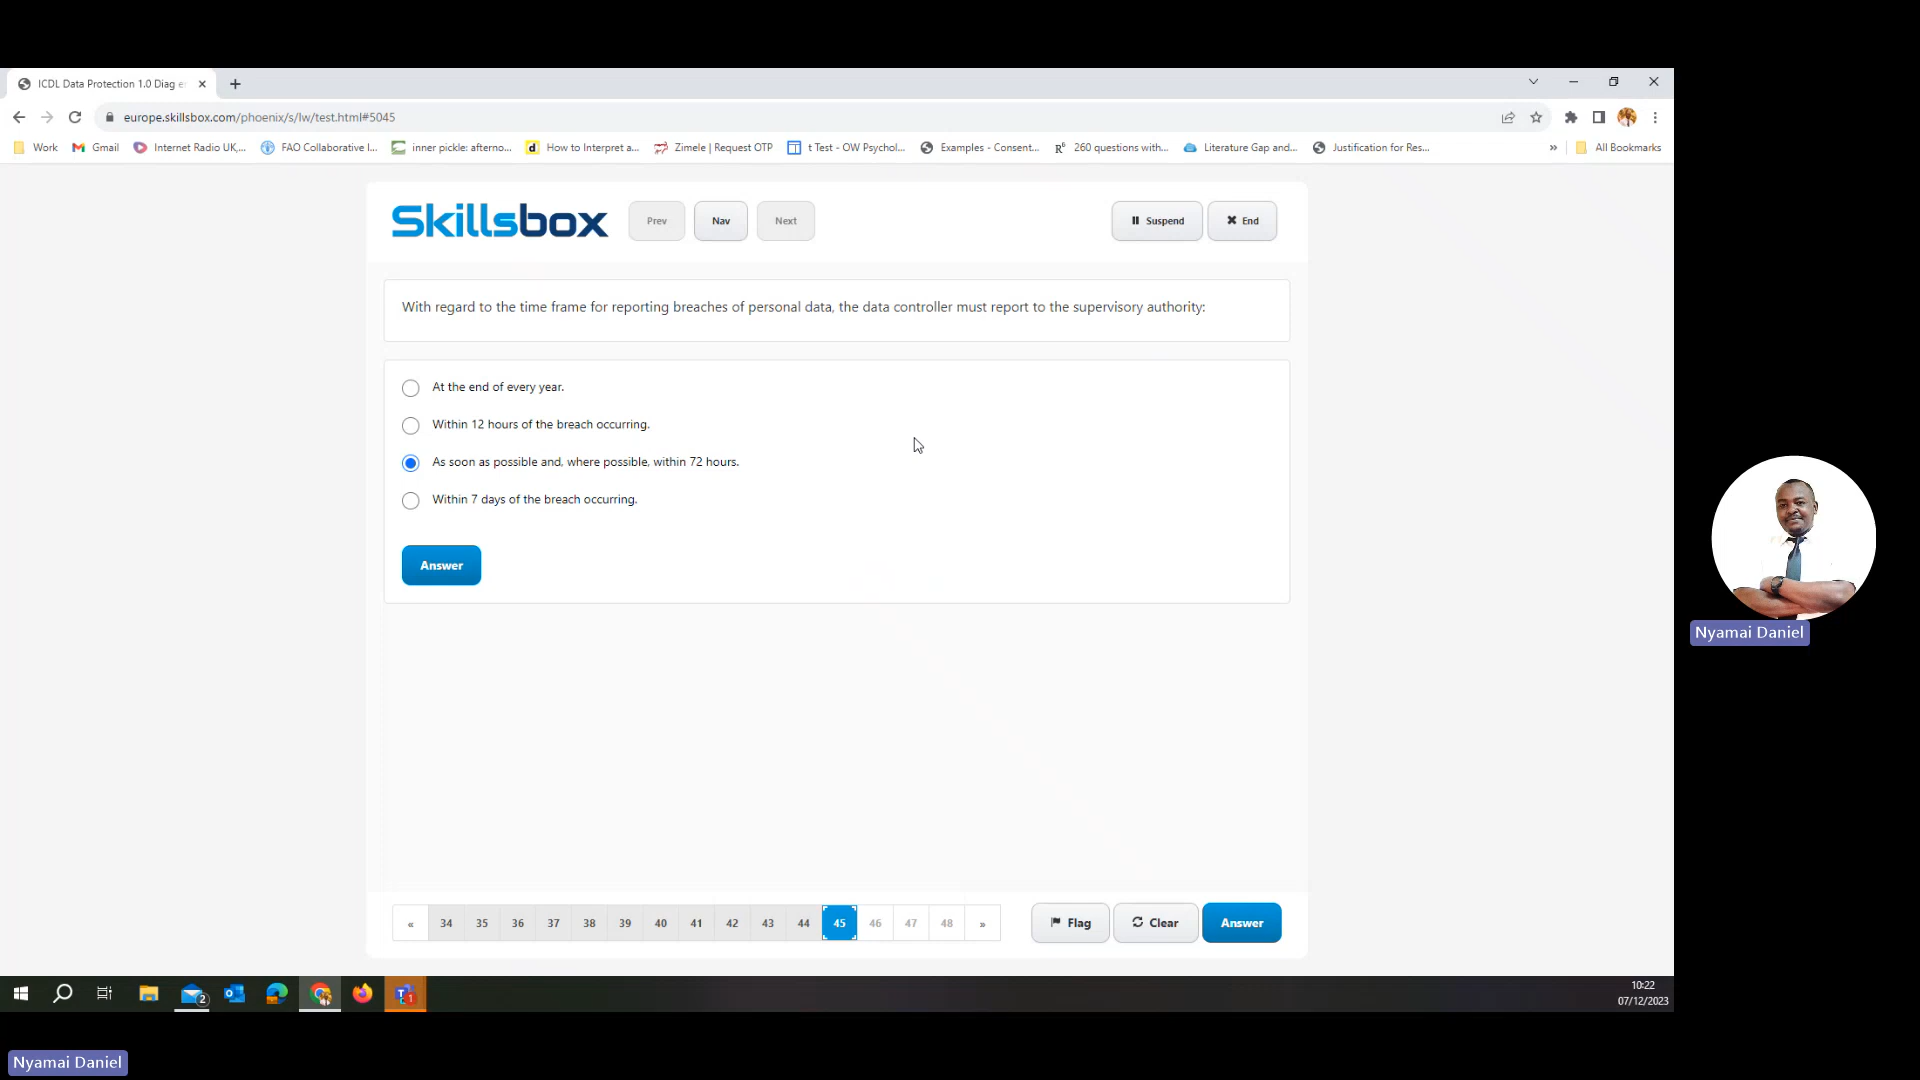 ICDL Data Protection 1.0 Diag e
europe.skillsbox.com/phoenix/s/lw/test.html#5045
Work
Gmail
Internet Radio UK,...
FAO Collaborative I...
inner pickle: afterno...
How to Interpret a...
Zimele | Request OTP
t Test - OW Psychol...
Examples - Consent...
260 questions with...
Literature Gap and...
Justification for Res...
»
All Bookmarks
Skillsbox
Prev
Nav
Next
Suspend
End
With regard to the time frame for reporting breaches of personal data, the data controller must report to the supervisory authority:
At the end of every year.
Within 12 hours of the breach occurring.
As soon as possible and, where possible, within 72 hours.
Within 7 days of the breach occurring.
Answer
« 34 35 36 37 38 39 40 41 42 43 44 45 46 47 48 »
Flag
Clear
Answer
Nyamai Daniel
2
1
10:22
07/12/2023
Nyamai Daniel